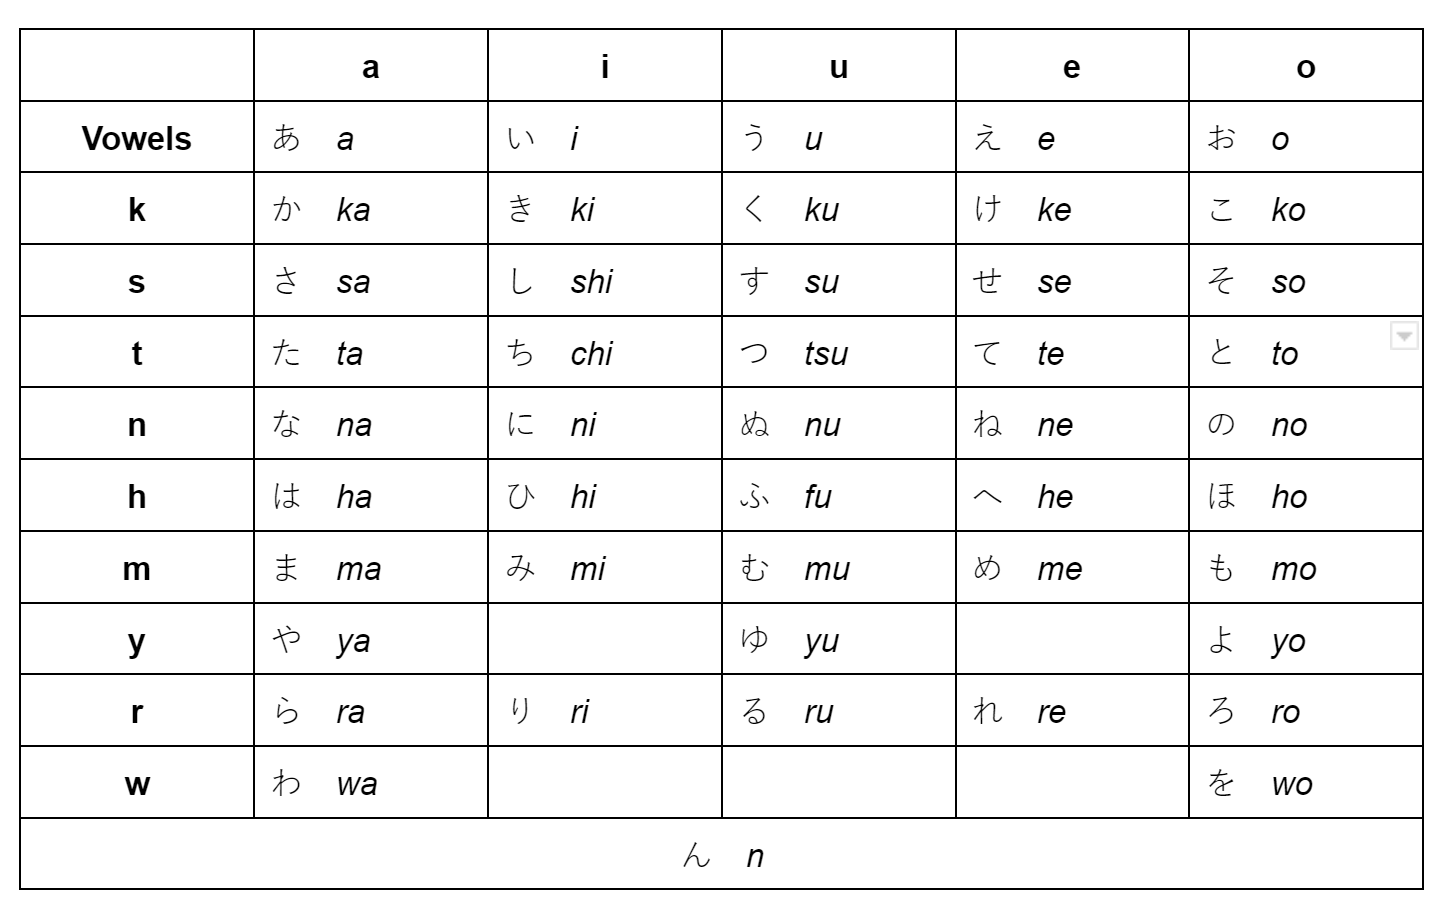 a i u e o
Vowels あ a い i う u え e お o
k か ka き ki く ku け ke こ ko
s さ sa し shi す su せ se そ so
t た ta ち chi つ tsu て te と to
n な na に ni ぬ nu ね ne の no
h は ha ひ hi ふ fu へ he ほ ho
m ま ma み mi む mu め me も mo
y や ya ゆ yu よ yo
r ら ra り ri る ru れ re ろ ro
w わ wa を wo
ん n